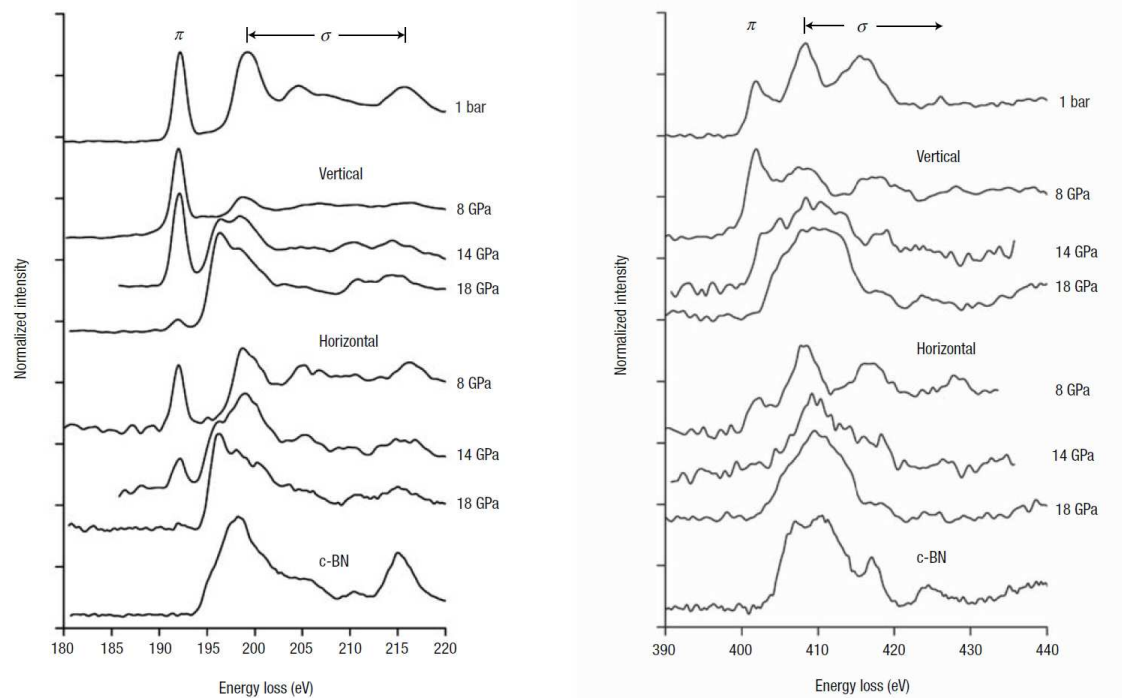 π
σ
1 bar
Vertical
8 GPa
14 GPa
18 GPa
Horizontal
8 GPa
14 GPa
18 GPa
c-BN
Normalized intensity
180 185 190 195 200 205 210 215 220
Energy loss (eV)
π
σ
1 bar
Vertical
8 GPa
14 GPa
18 GPa
Horizontal
8 GPa
14 GPa
18 GPa
c-BN
Normalized intensity
390 400 410 420 430 440
Energy loss (eV)